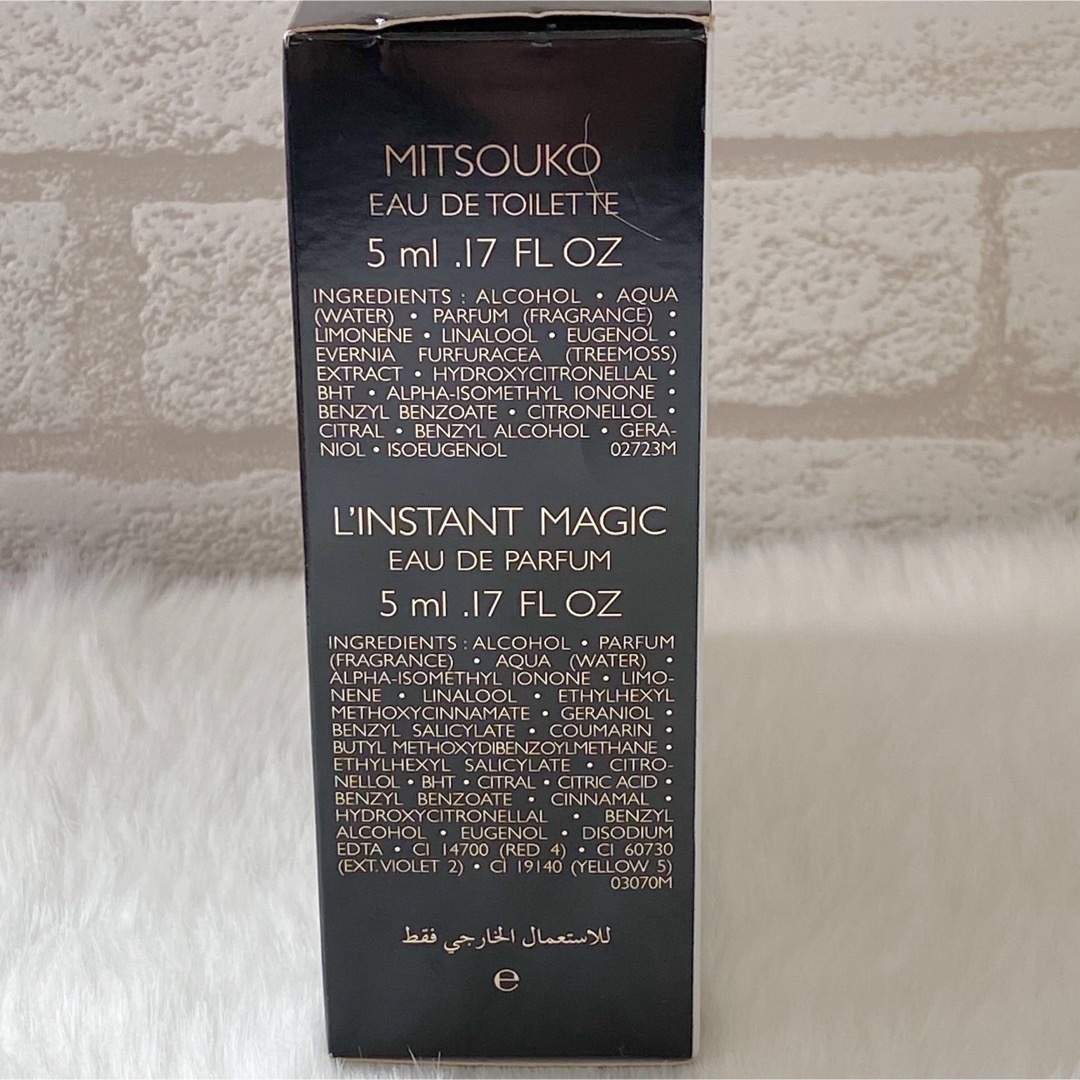 MITSOUKO
EAU DE TOILETTE
5 ml .17 FL OZ
INGREDIENTS : ALCOHOL • AQUA
(WATER) • PARFUM (FRAGRANCE) •
LIMONENE • LINALOOL • EUGENOL •
EVERNIA FURFURACEA (TREEMOSS)
EXTRACT • HYDROXYCITRONELLAL •
BHT • ALPHA-ISOMETHYL IONONE •
BENZYL BENZOATE • CITRONELLOL •
CITRAL • BENZYL ALCOHOL • GERA-
NIOL • ISOEUGENOL 02723M
L'INSTANT MAGIC
EAU DE PARFUM
5 ml .17 FL OZ
INGREDIENTS : ALCOHOL • PARFUM
(FRAGRANCE) • AQUA (WATER) •
ALPHA-ISOMETHYL IONONE • LIMO-
NENE • LINALOOL • ETHYLHEXYL
METHOXYCINNAMATE • GERANIOL •
BENZYL SALICYLATE • COUMARIN •
BUTYL METHOXYDIBENZOYLMETHANE •
ETHYLHEXYL SALICYLATE • CITRO-
NELLOL • BHT • CITRAL • CITRIC ACID •
BENZYL BENZOATE • CINNAMAL •
HYDROXYCITRONELLAL • BENZYL
ALCOHOL • EUGENOL • DISODIUM
EDTA • CI 14700 (RED 4) • CI 60730
(EXT. VIOLET 2) • CI 19140 (YELLOW 5)
03070M
للاستعمال الخارجي فقط
e